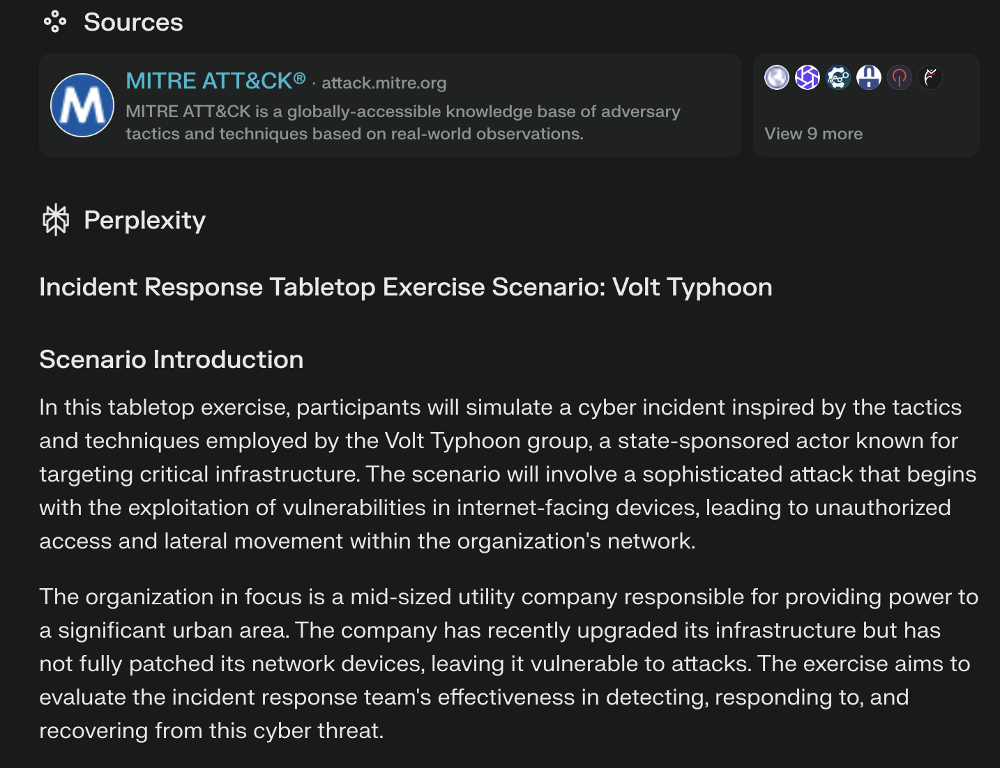 Sources
MITRE ATT&CK® · attack.mitre.org
MITRE ATT&CK is a globally-accessible knowledge base of adversary
tactics and techniques based on real-world observations.
View 9 more
Perplexity
Incident Response Tabletop Exercise Scenario: Volt Typhoon
Scenario Introduction
In this tabletop exercise, participants will simulate a cyber incident inspired by the tactics
and techniques employed by the Volt Typhoon group, a state-sponsored actor known for
targeting critical infrastructure. The scenario will involve a sophisticated attack that begins
with the exploitation of vulnerabilities in internet-facing devices, leading to unauthorized
access and lateral movement within the organization's network.
The organization in focus is a mid-sized utility company responsible for providing power to
a significant urban area. The company has recently upgraded its infrastructure but has
not fully patched its network devices, leaving it vulnerable to attacks. The exercise aims to
evaluate the incident response team's effectiveness in detecting, responding to, and
recovering from this cyber threat.